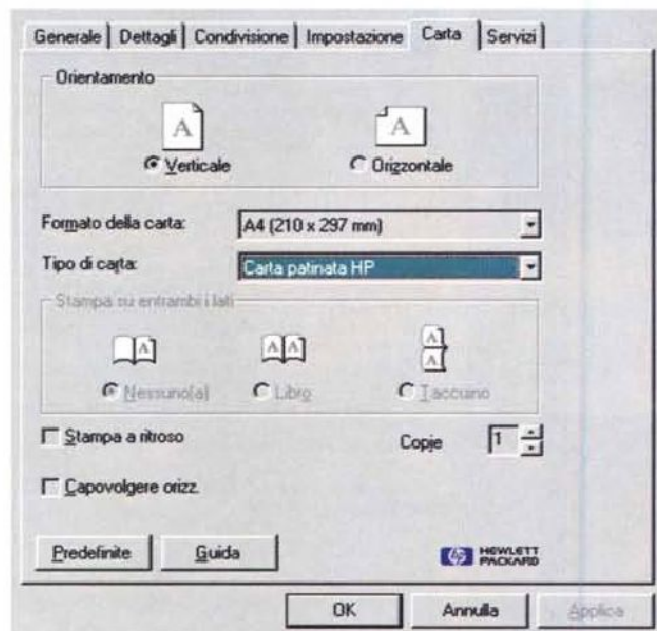 Generale Dettagli Condivisione Impostazione Carta Servizi
Orientamento
A A
Verticale Orizzontale
Formato della carta: A4 (210 x 297 mm)
Tipo di carta: Carta patinata HP
Stampa su entrambi i lati
A A A A A
Nessuno(a) Libro Taccuino
Stampa a ritroso Copie 1
Capovolgere orizz.
Predefinite Guida hp HEWLETT
PACKARD
OK Annulla Applica